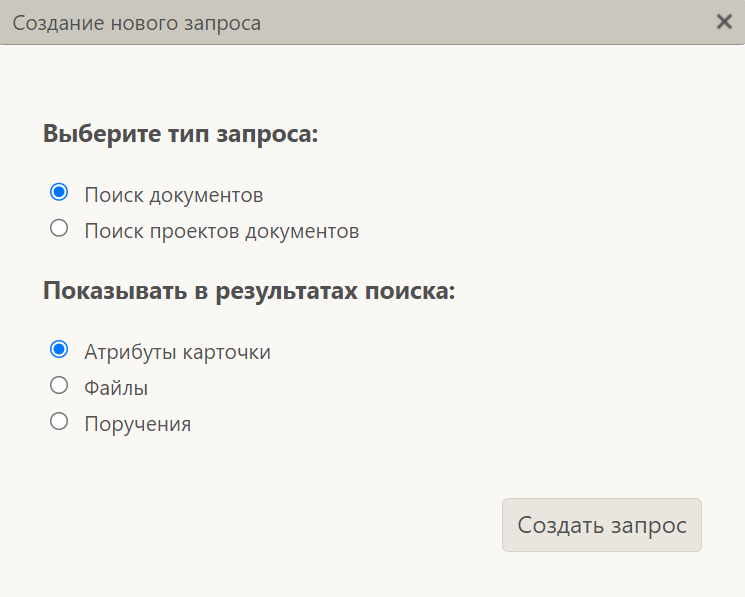 Создание нового запроса
Выберите тип запроса:
Поиск документов
Поиск проектов документов
Показывать в результатах поиска:
Атрибуты карточки
Файлы
Поручения
Создать запрос